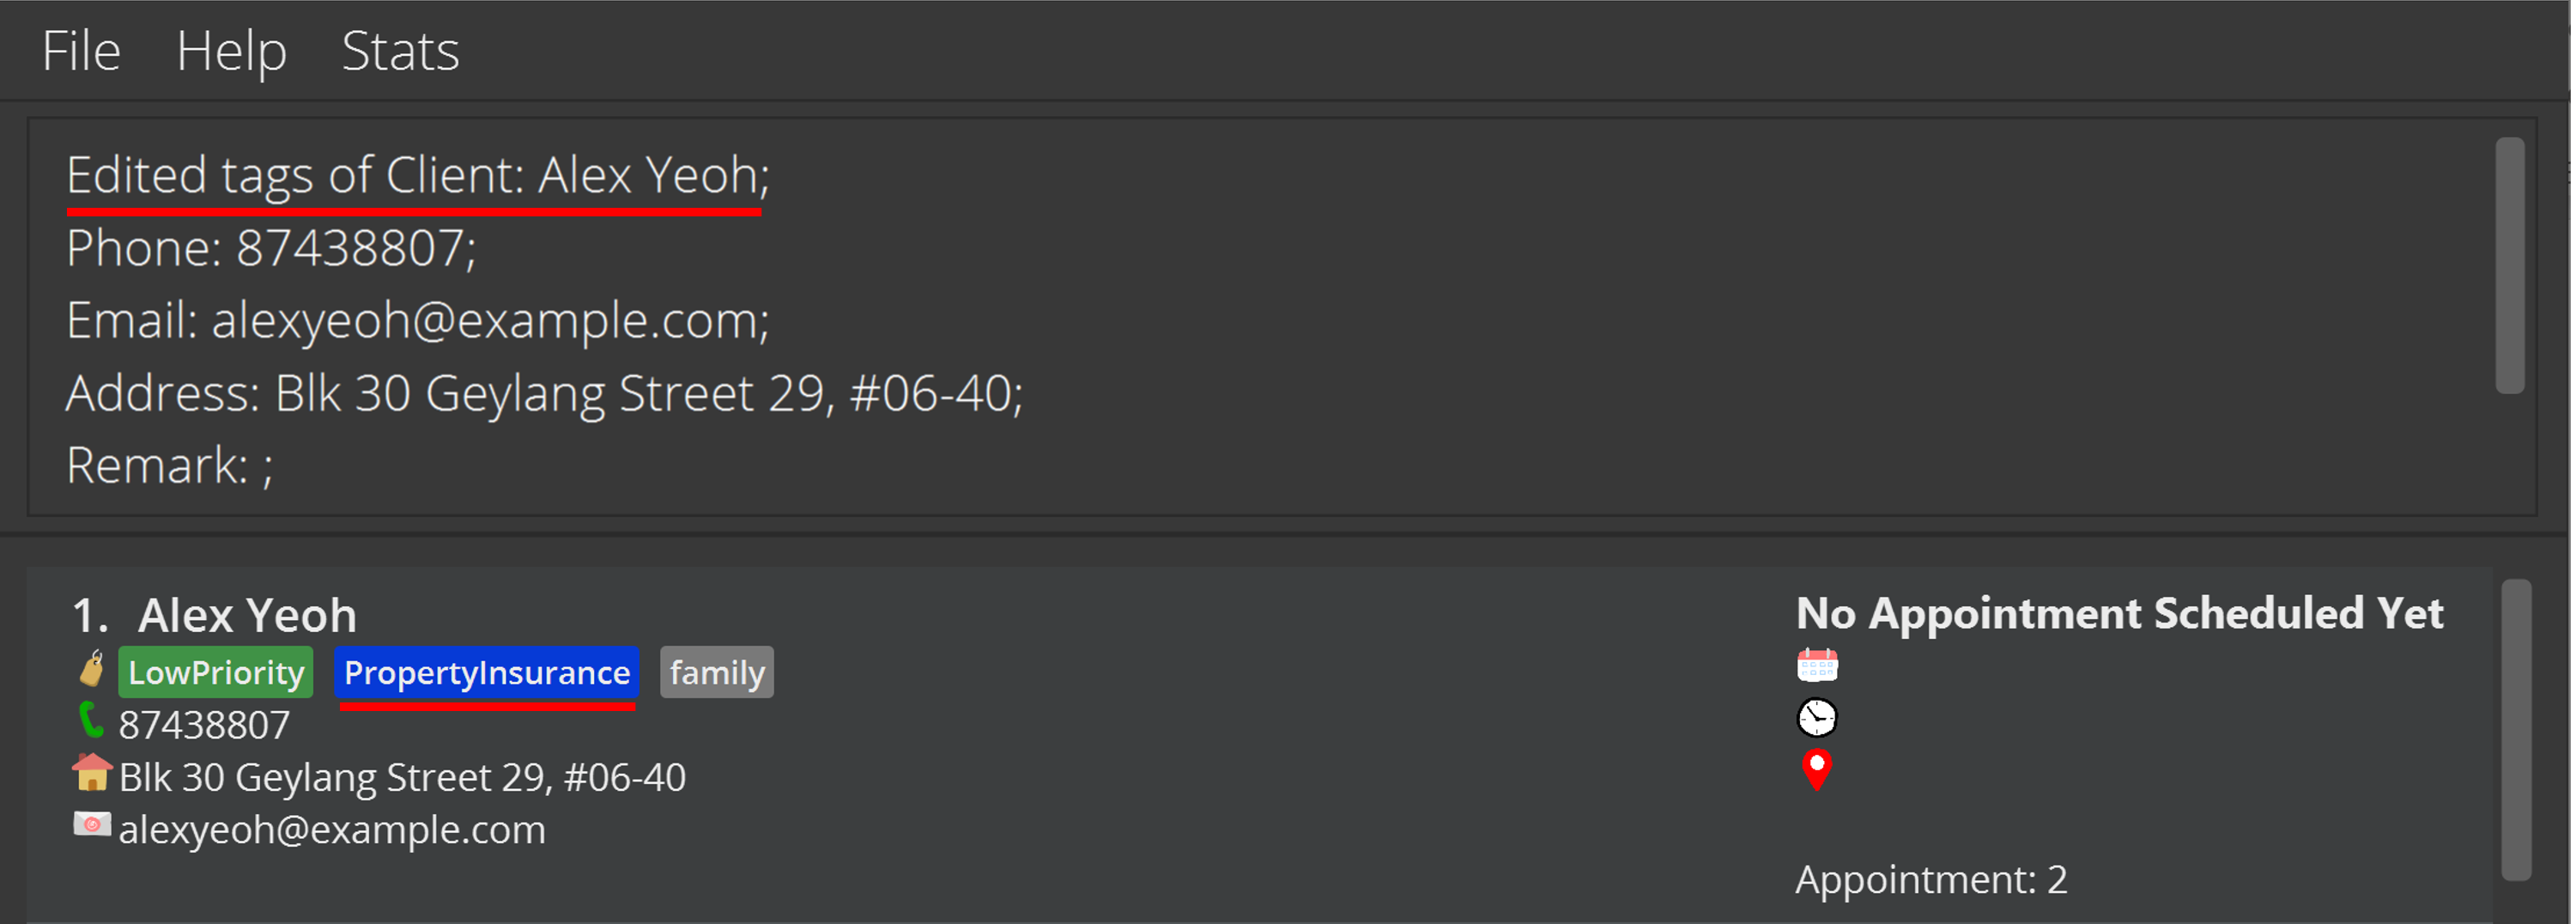 File Help Stats
Edited tags of Client: Alex Yeoh;
Phone: 87438807;
Email: alexyeoh@example.com;
Address: Blk 30 Geylang Street 29, #06-40;
Remark: ;
1. Alex Yeoh
LowPriority PropertyInsurance family
87438807
Blk 30 Geylang Street 29, #06-40
alexyeoh@example.com
No Appointment Scheduled Yet
Appointment: 2